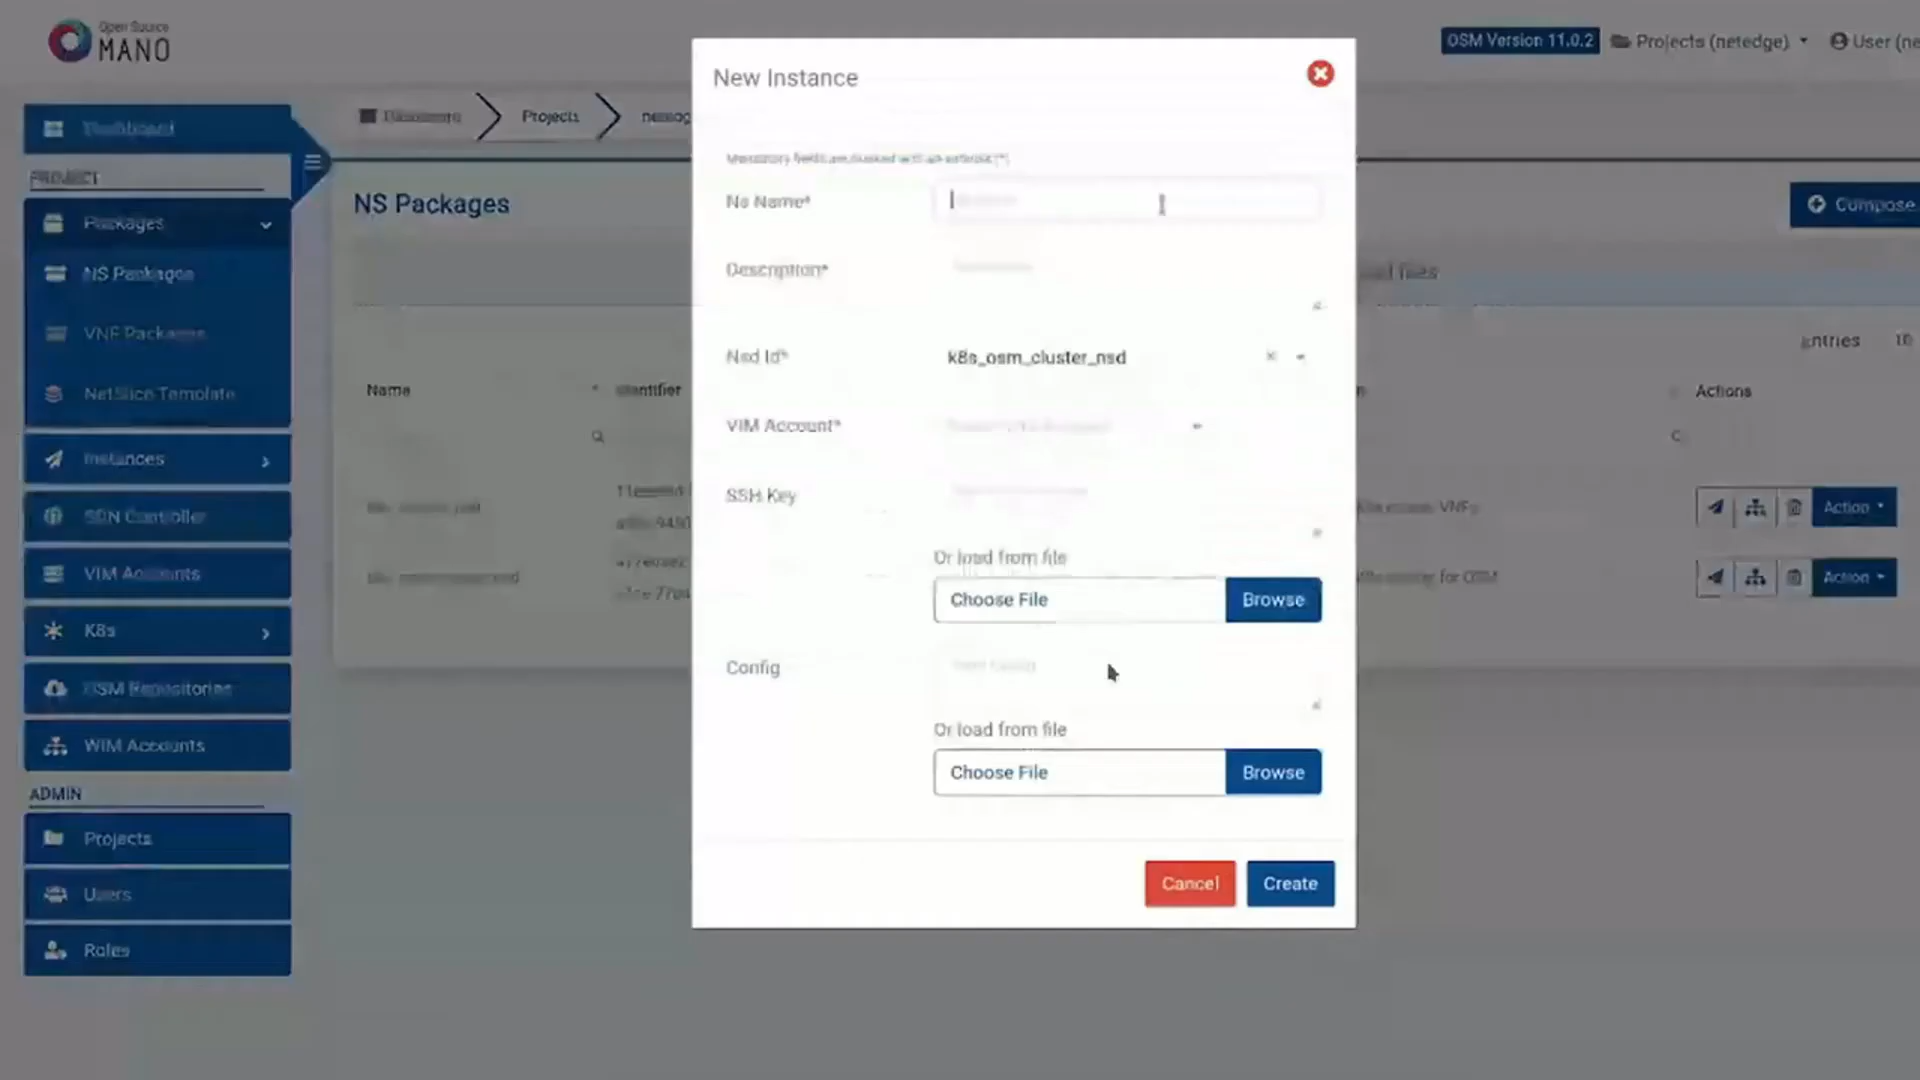 Open Source
MANO
OSM Version 11.0.2
Projects (netedge)
User (ne
Dashboard
PROJECT
Packages
NS Packages
VNF Packages
NetSlice Template
Instances
SDN Controller
VIM Accounts
K8s
OSM Repositories
WIM Accounts
ADMIN
Projects
Users
Roles
Dashboard
Projects
NS Packages
Compose
Name
Identifier
Entries
10
Actions
Action
for OSM
Action
New Instance
Mandatory fields are marked with an asterisk (*)
Ns Name*
Description*
Nsd Id*
k8s_osm_cluster_nsd
VIM Account*
SSH Key
Or load from file
Choose File
Browse
Config
Or load from file
Choose File
Browse
Cancel
Create